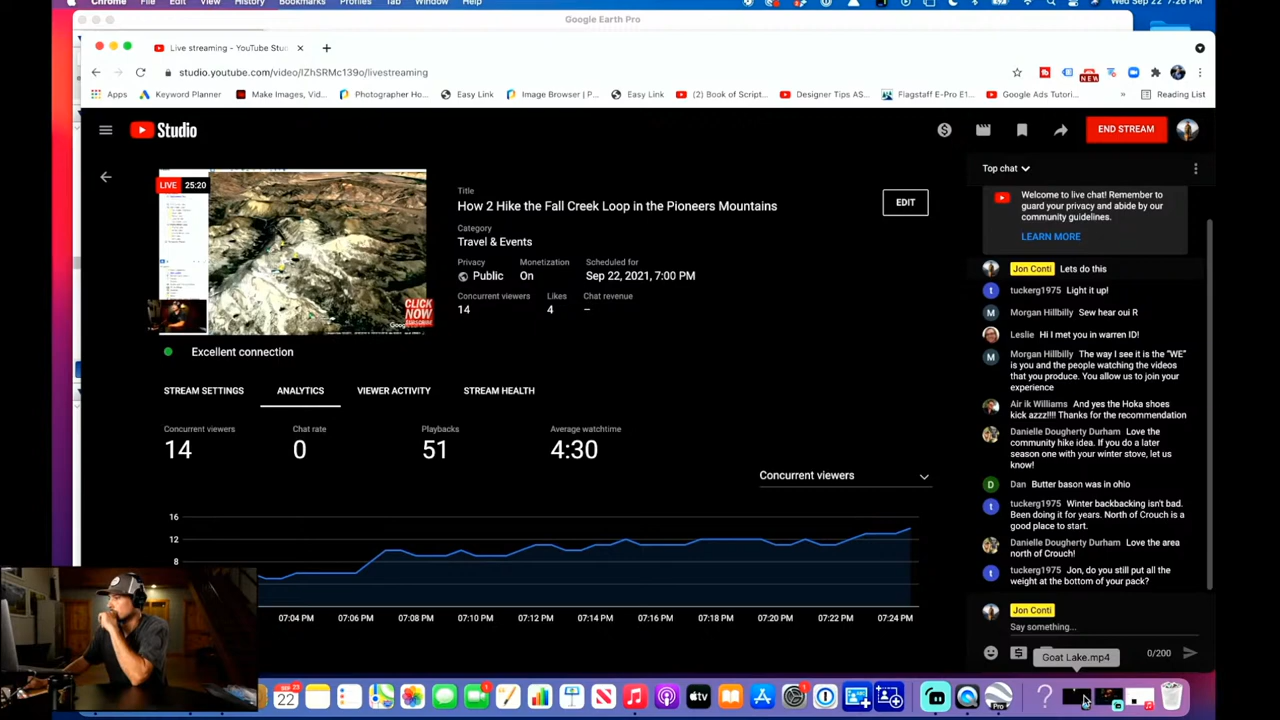 Chrome File Edit View History Bookmarks Profiles Tab Window Help Wed Sep 22 7:26 PM
Google Earth Pro
Live streaming - YouTube Stu
studio.youtube.com/video/IZhSRMc139o/livestreaming
NEW
Apps Keyword Planner Make Images, Vid... Photographer Ho... Easy Link Image Browser | P... Easy Link (2) Book of Script... Designer Tips AS... Flagstaff E-Pro E1... Google Ads Tutori... » Reading List
Studio
END STREAM
LIVE 25:20
CLICK
NOW
SUBSCRIBE
Title
How 2 Hike the Fall Creek Loop in the Pioneers Mountains
EDIT
Category
Travel & Events
Privacy Monetization Scheduled for
Public On Sep 22, 2021, 7:00 PM
Concurrent viewers Likes Chat revenue
14 4 –
Excellent connection
STREAM SETTINGS ANALYTICS VIEWER ACTIVITY STREAM HEALTH
Concurrent viewers Chat rate Playbacks Average watchtime
14 0 51 4:30
Concurrent viewers
16
12
8
07:04 PM 07:06 PM 07:08 PM 07:10 PM 07:12 PM 07:14 PM 07:16 PM 07:18 PM 07:20 PM 07:22 PM 07:24 PM
Top chat
Welcome to live chat! Remember to
guard your privacy and abide by our
community guidelines.
LEARN MORE
Jon Conti Lets do this
tuckerg1975 Light it up!
Morgan Hillbilly Sew hear oui R
Leslie Hi I met you in warren ID!
Morgan Hillbilly The way I see it is the "WE"
is you and the people watching the videos
that you produce. You allow us to join your
experience
Air ik Williams And yes the Hoka shoes
kick azzz!!!! Thanks for the recommendation
Danielle Dougherty Durham Love the
community hike idea. If you do a later
season one with your winter stove, let us
know!
Dan Butter bason was in ohio
tuckerg1975 Winter backbacking isn't bad.
Been doing it for years. North of Crouch is a
good place to start.
Danielle Dougherty Durham Love the area
north of Crouch!
tuckerg1975 Jon, do you still put all the
weight at the bottom of your pack?
Jon Conti
Say something...
0/200
Goat Lake.mp4
SEP
22
tv
Pro